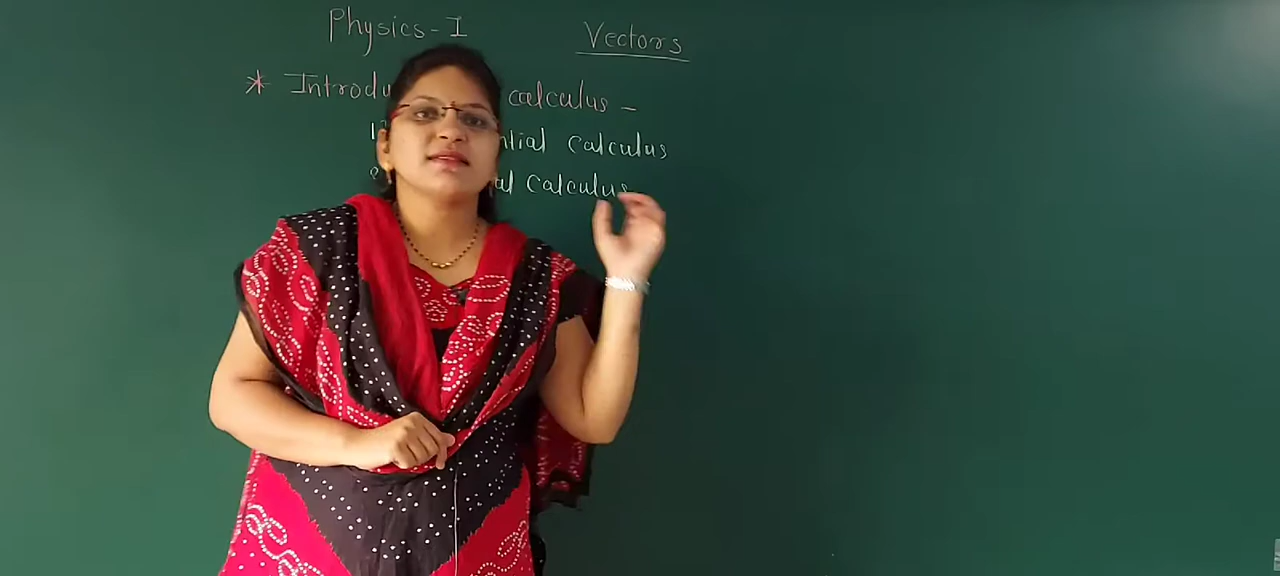 Physics-I Vectors
* Introdu calculus -
ntial Calculus
al Calculus